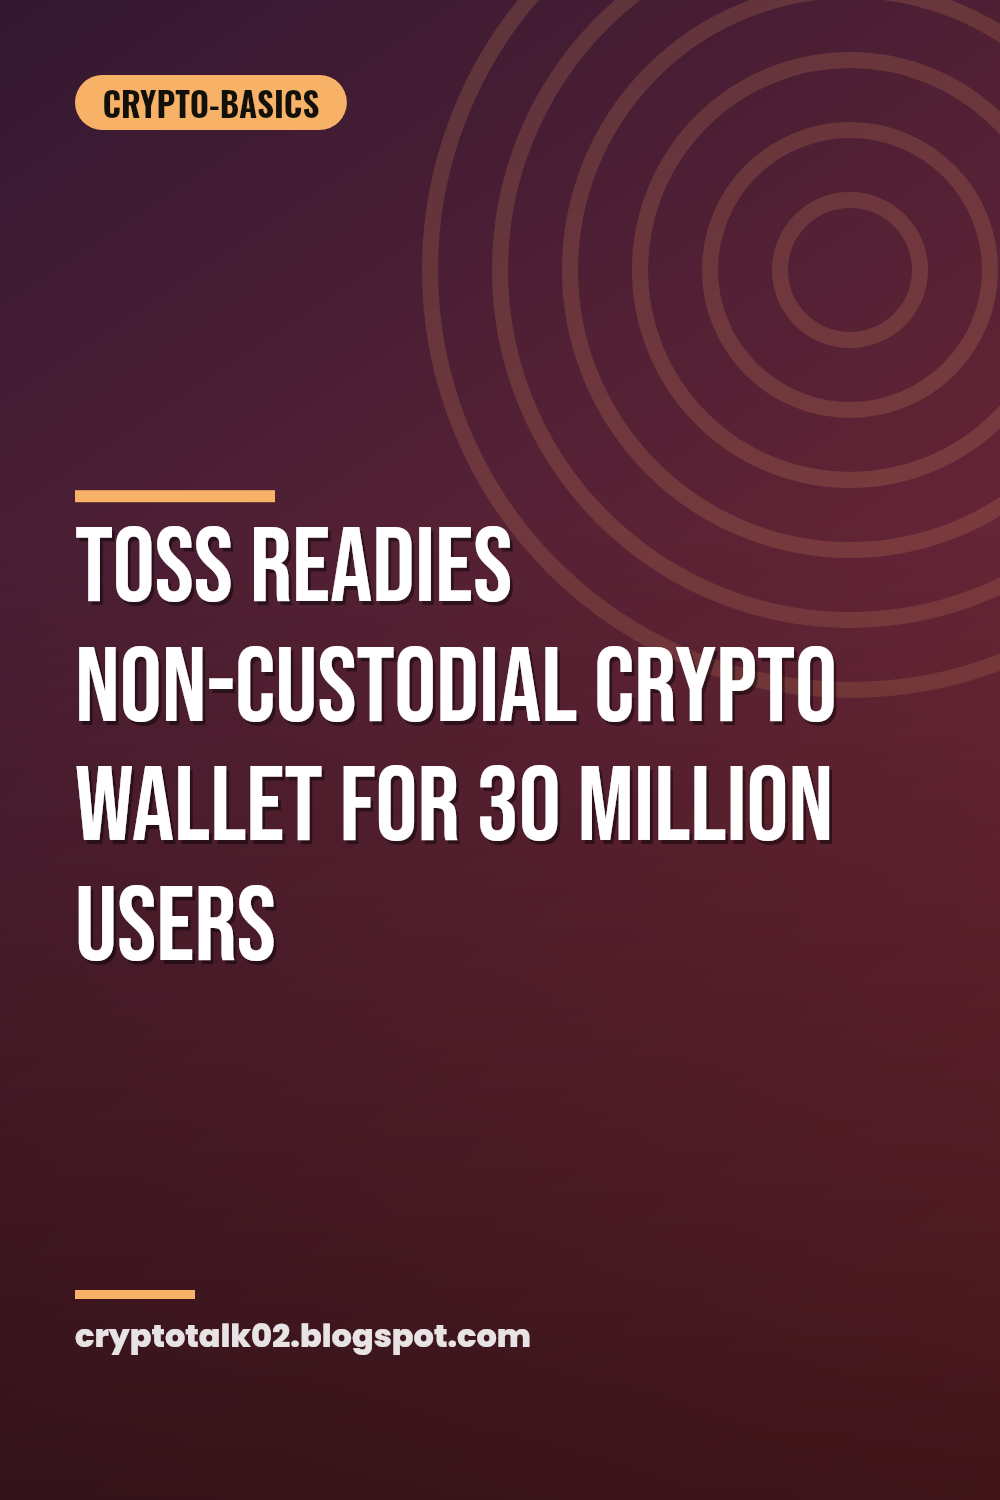 CRYPTO-BASICS
TOSS READIES
NON-CUSTODIAL CRYPTO
WALLET FOR 30 MILLION
USERS
cryptotalk02.blogspot.com